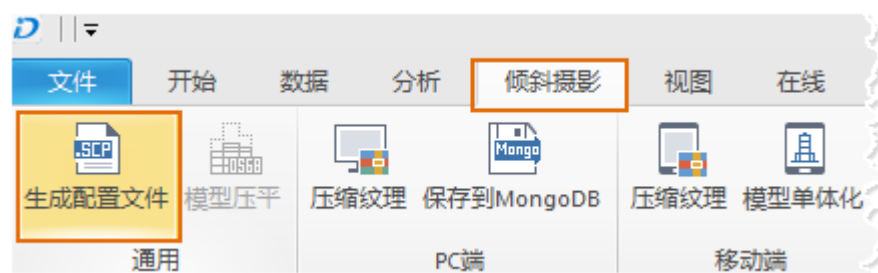 文件 开始 数据 分析 倾斜摄影 视图 在线
.SCP Mongo
生成配置文件 模型压平 压缩纹理 保存到MongoDB 压缩纹理 模型单体化
通用 PC端 移动端